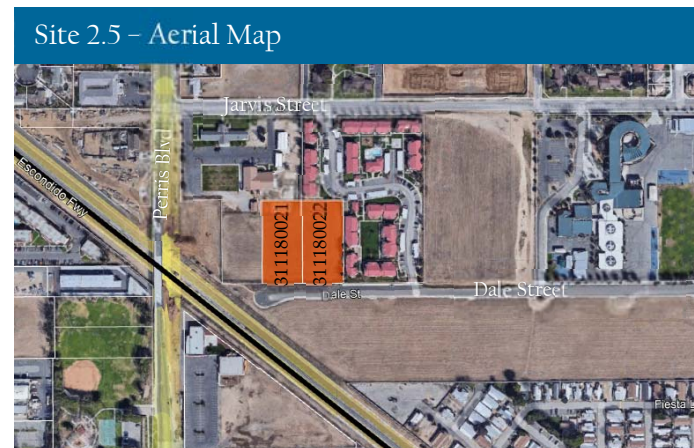 Site 2.5 – Aerial Map
Jarvis Street
Perris Blvd
Escondido Fwy
311180021
311180022
Dale St
Dale Street
Fiesta